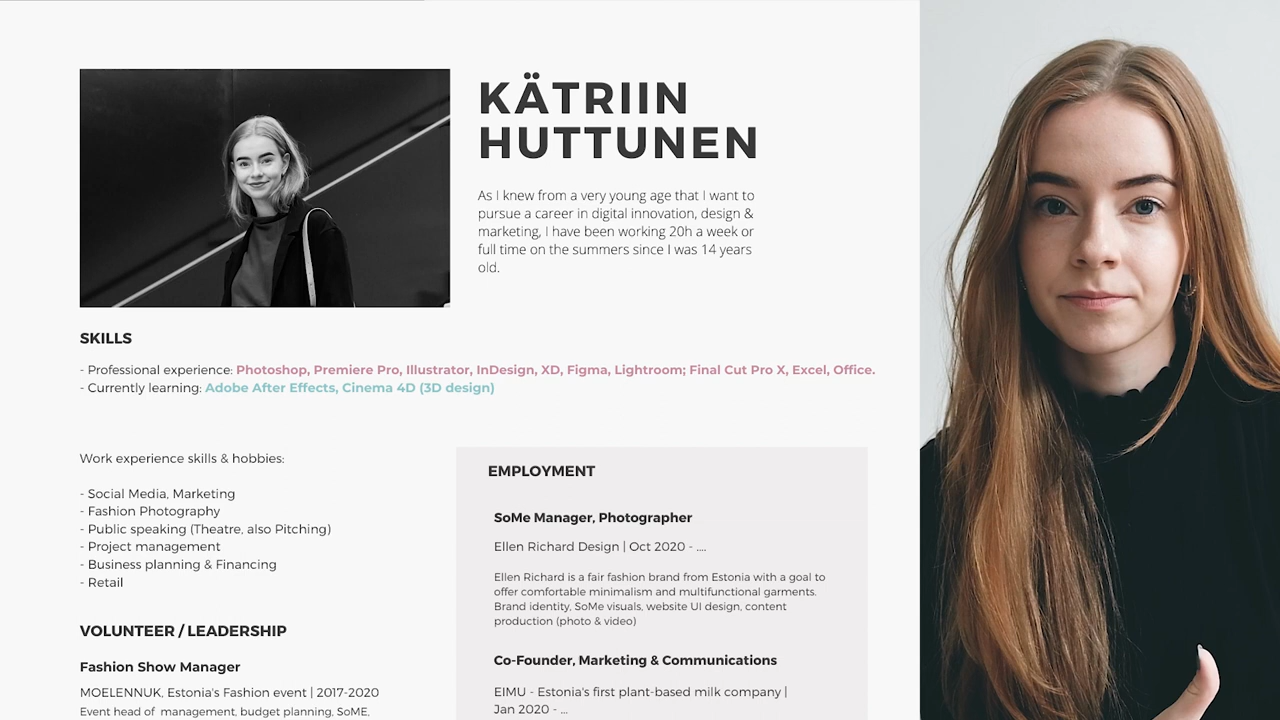 KÄTRIIN
HUTTUNEN
As I knew from a very young age that I want to
pursue a career in digital innovation, design &
marketing, I have been working 20h a week or
full time on the summers since I was 14 years
old.
SKILLS
- Professional experience: Photoshop, Premiere Pro, Illustrator, InDesign, XD, Figma, Lightroom; Final Cut Pro X, Excel, Office.
- Currently learning: Adobe After Effects, Cinema 4D (3D design)
Work experience skills & hobbies:
- Social Media, Marketing
- Fashion Photography
- Public speaking (Theatre, also Pitching)
- Project management
- Business planning & Financing
- Retail
VOLUNTEER / LEADERSHIP
Fashion Show Manager
MOELENNUK, Estonia's Fashion event | 2017-2020
Event head of management, budget planning, SoME,
EMPLOYMENT
SoMe Manager, Photographer
Ellen Richard Design | Oct 2020 - ....
Ellen Richard is a fair fashion brand from Estonia with a goal to
offer comfortable minimalism and multifunctional garments.
Brand identity, SoMe visuals, website UI design, content
production (photo & video)
Co-Founder, Marketing & Communications
EIMU - Estonia's first plant-based milk company |
Jan 2020 - ...